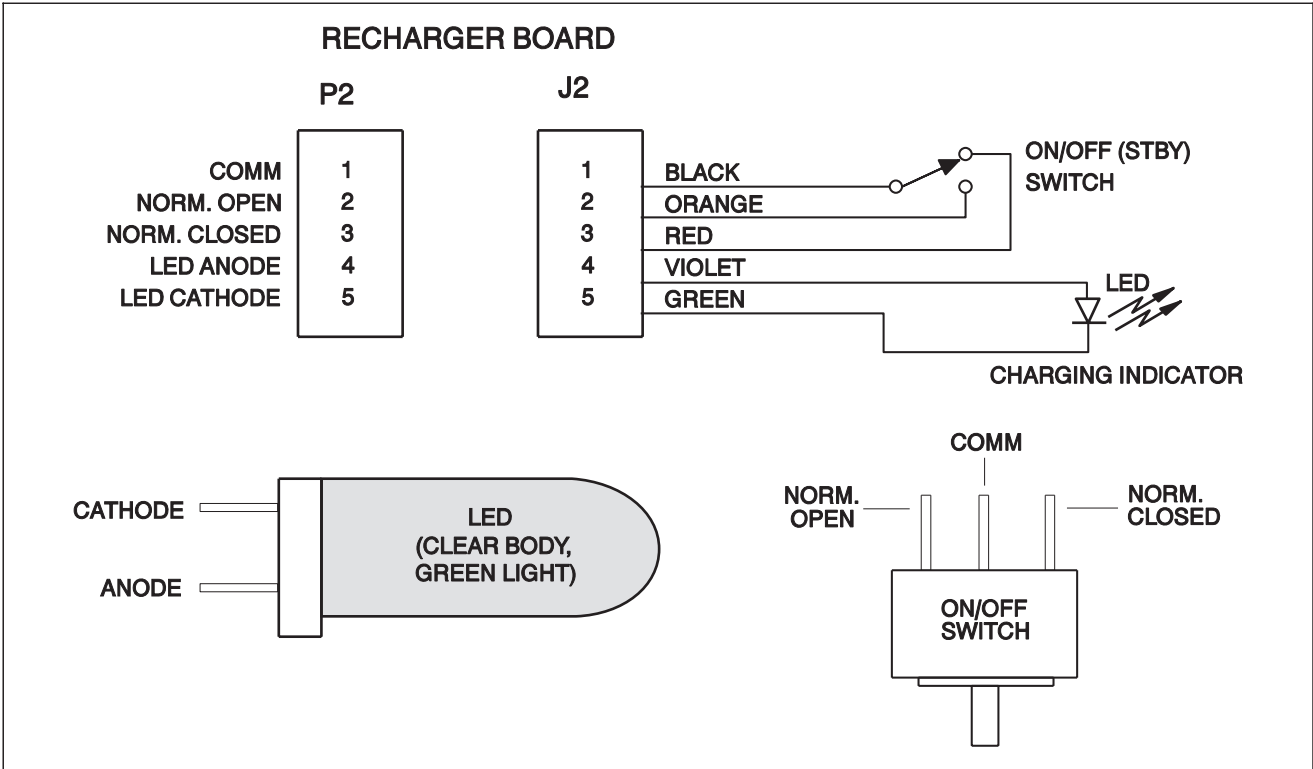 RECHARGER BOARD
P2
J2
COMM
NORM. OPEN
NORM. CLOSED
LED ANODE
LED CATHODE
1
2
3
4
5
1
2
3
4
5
BLACK
ORANGE
RED
VIOLET
GREEN
ON/OFF (STBY)
SWITCH
LED
CHARGING INDICATOR
CATHODE
ANODE
LED
(CLEAR BODY,
GREEN LIGHT)
COMM
NORM.
OPEN
NORM.
CLOSED
ON/OFF
SWITCH